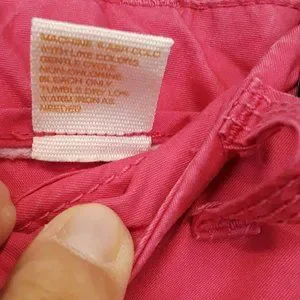 MACHINE WASH COLD
WITH LIKE COLORS
GENTLE CYCLE
NON-CHLORINE
BLEACH ONLY
TUMBLE DRY LOW
WARM IRON AS
NEEDED